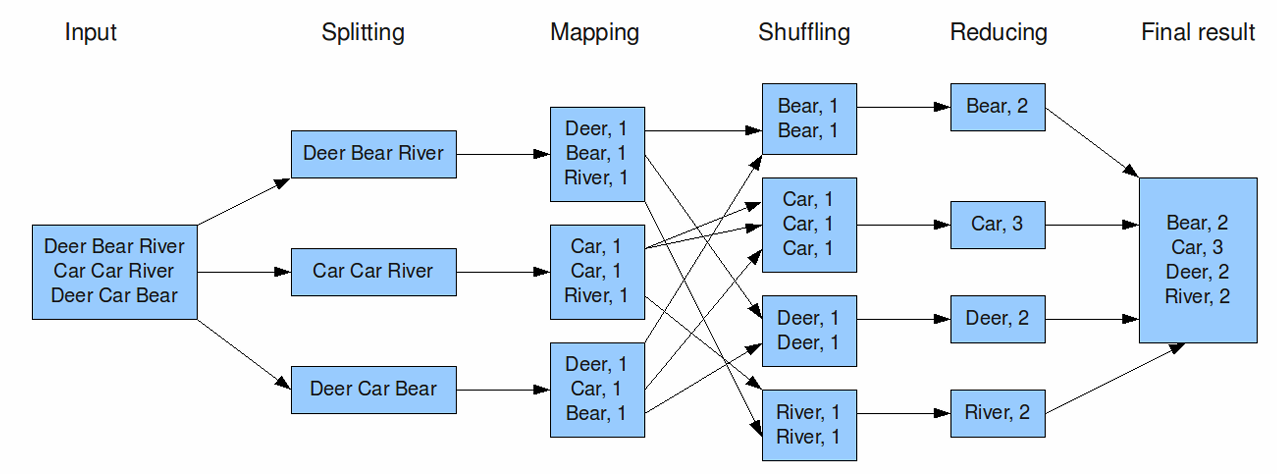 Input
Splitting
Mapping
Shuffling
Reducing
Final result
Deer Bear River
Car Car River
Deer Car Bear
Deer Bear River
Car Car River
Deer Car Bear
Deer, 1
Bear, 1
River, 1
Car, 1
Car, 1
River, 1
Deer, 1
Car, 1
Bear, 1
Bear, 1
Bear, 1
Car, 1
Car, 1
Car, 1
Deer, 1
Deer, 1
River, 1
River, 1
Bear, 2
Car, 3
Deer, 2
River, 2
Bear, 2
Car, 3
Deer, 2
River, 2